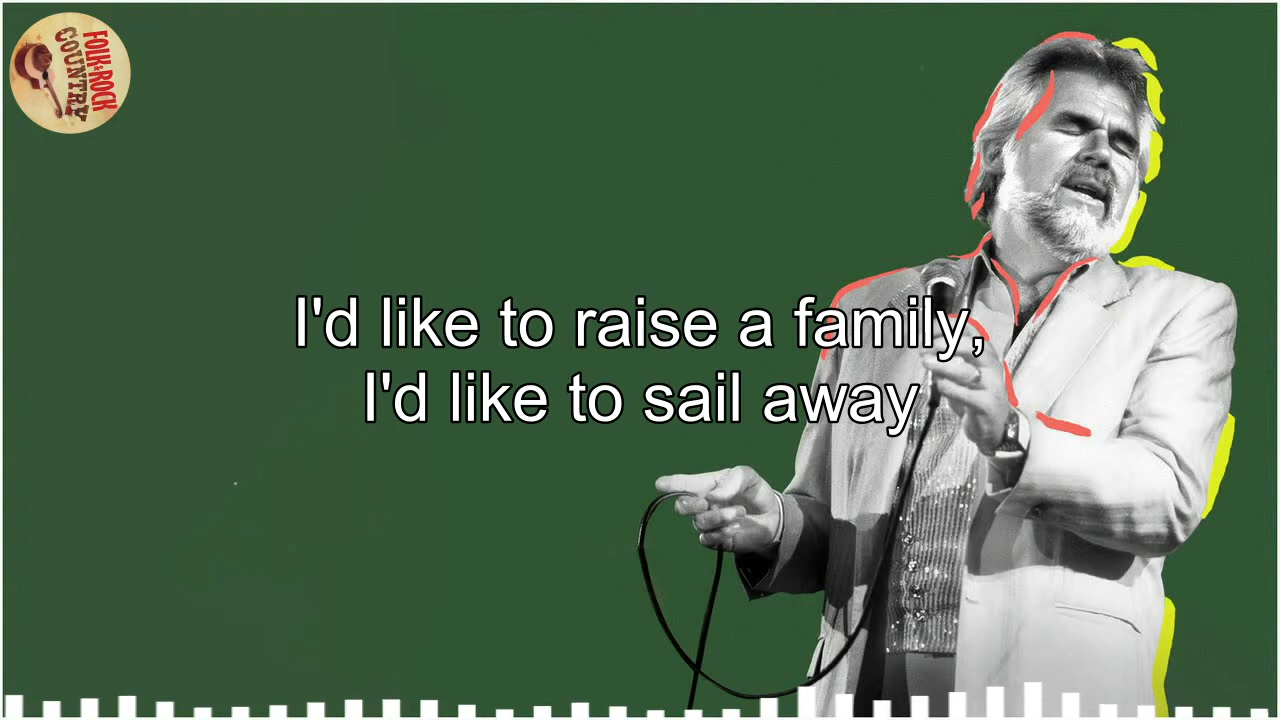 FOLK & ROCK
COUNTRY
I'd like to raise a family,
I'd like to sail away